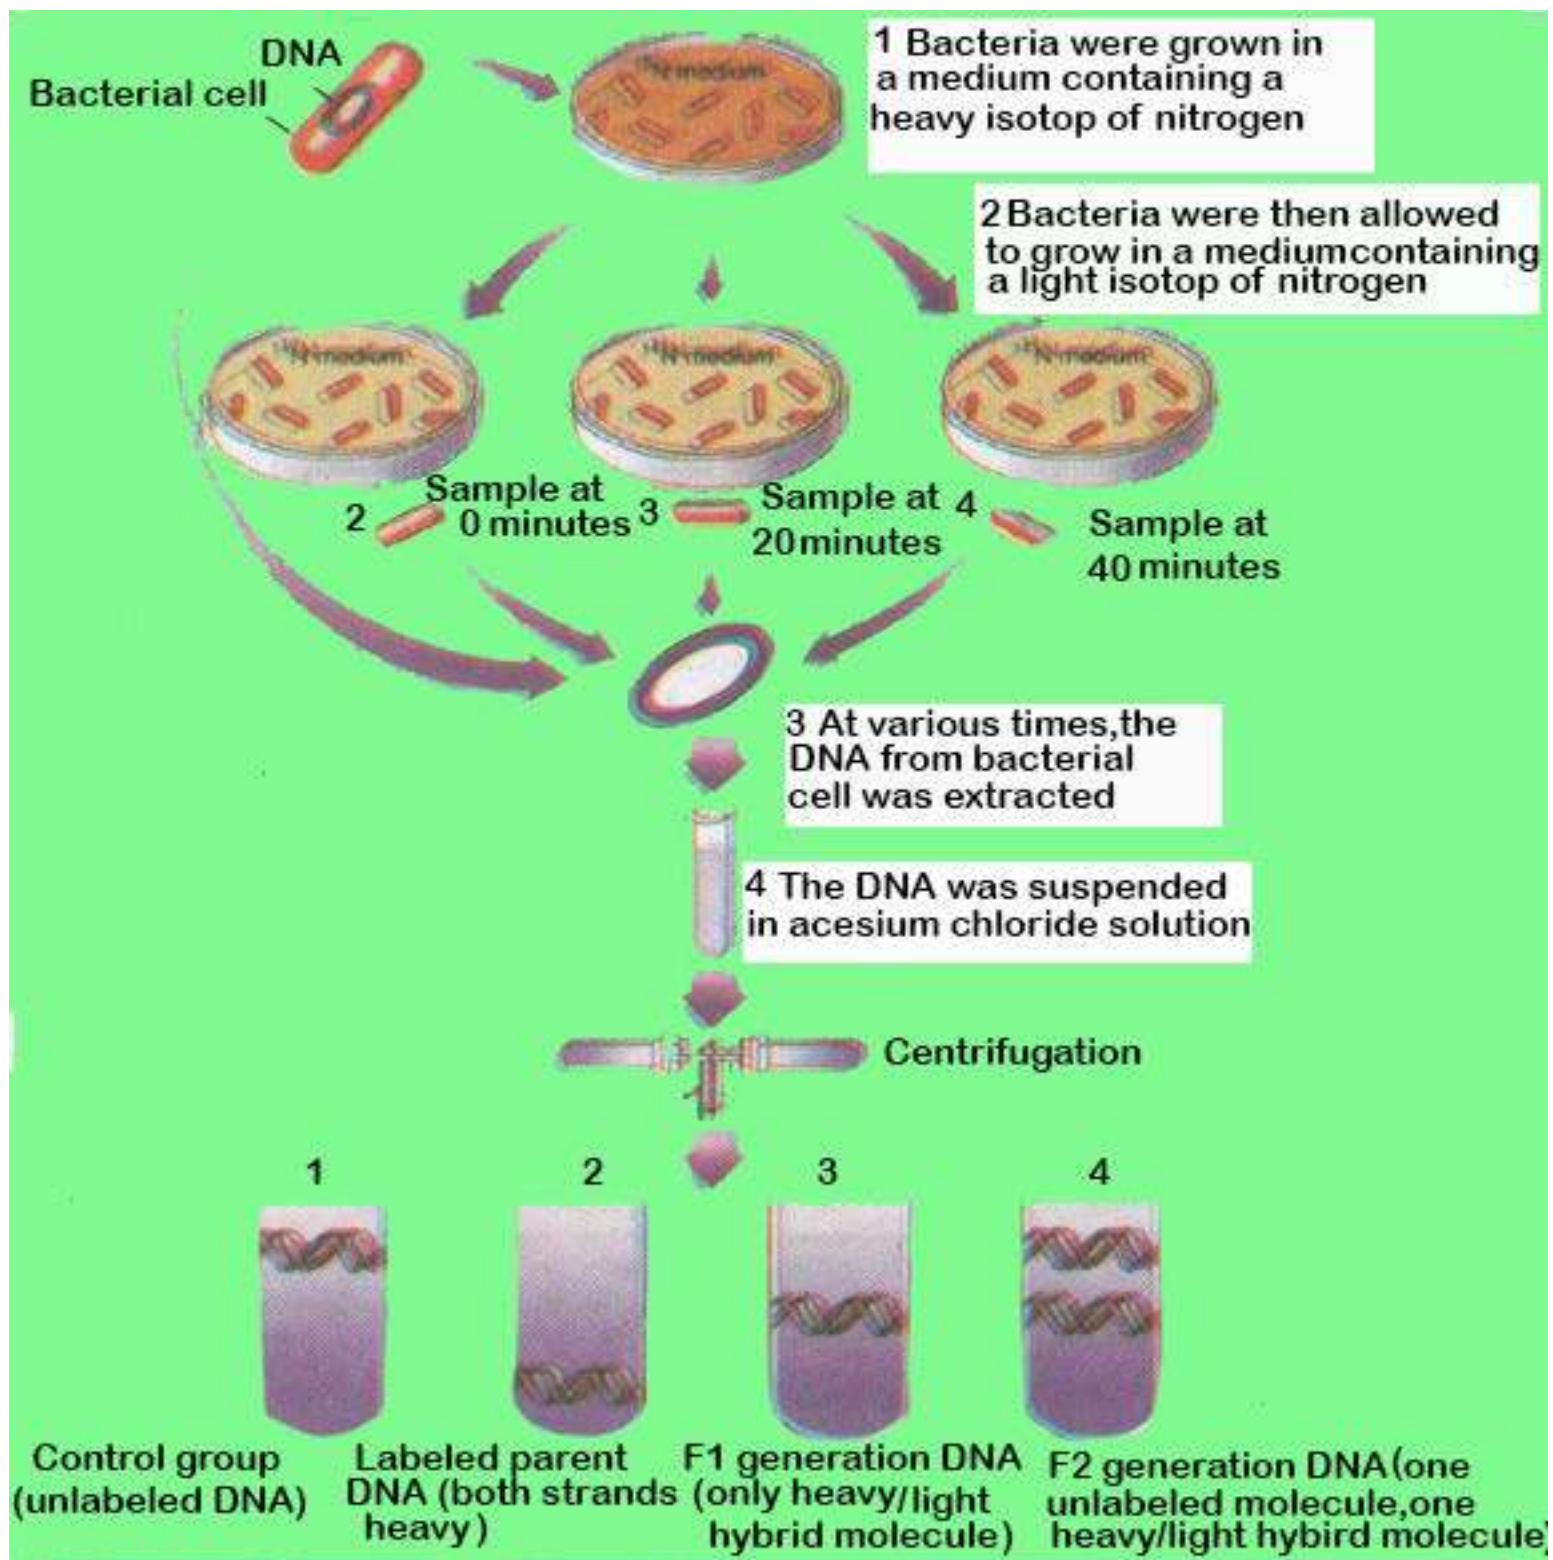 DNA
Bacterial cell
N medium
1 Bacteria were grown in
a medium containing a
heavy isotop of nitrogen
2 Bacteria were then allowed
to grow in a mediumcontaining
a light isotop of nitrogen
N medium
N medium
N medium
2
Sample at
0 minutes
3
Sample at
20 minutes
4
Sample at
40 minutes
3 At various times,the
DNA from bacterial
cell was extracted
4 The DNA was suspended
in acesium chloride solution
Centrifugation
1
2
3
4
Control group
(unlabeled DNA)
Labeled parent
DNA (both strands
heavy)
F1 generation DNA
(only heavy/light
hybrid molecule)
F2 generation DNA(one
unlabeled molecule,one
heavy/light hybird molecule)